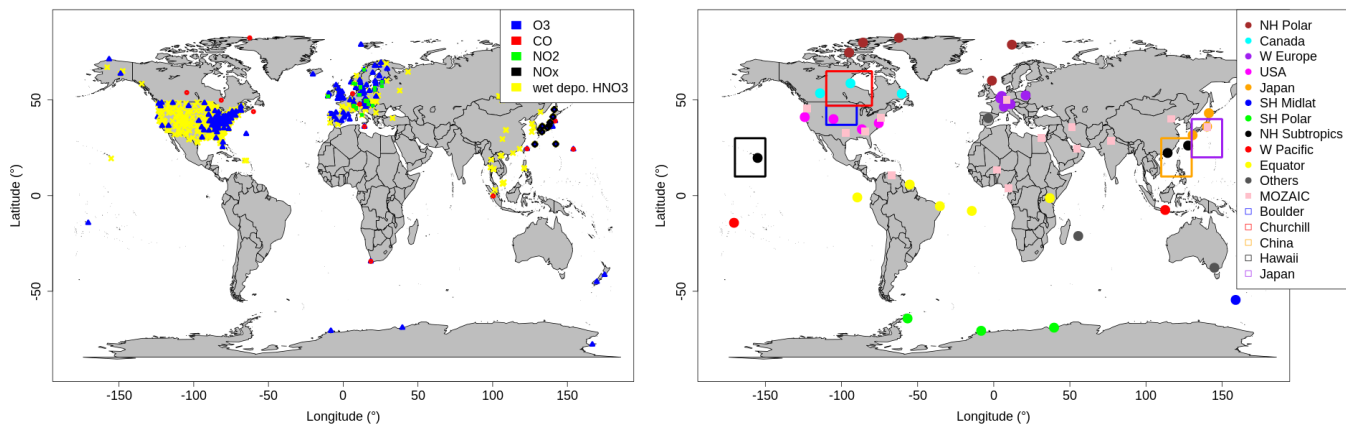 O3
CO
NO2
NOx
wet depo. HNO3
50
0
-50
Latitude (°)
-150
-100
-50
0
50
100
150
Longitude (°)
NH Polar
Canada
W Europe
USA
Japan
SH Midlat
SH Polar
NH Subtropics
W Pacific
Equator
Others
MOZAIC
Boulder
Churchill
China
Hawaii
Japan
50
0
-50
Latitude (°)
-150
-100
-50
0
50
100
150
Longitude (°)